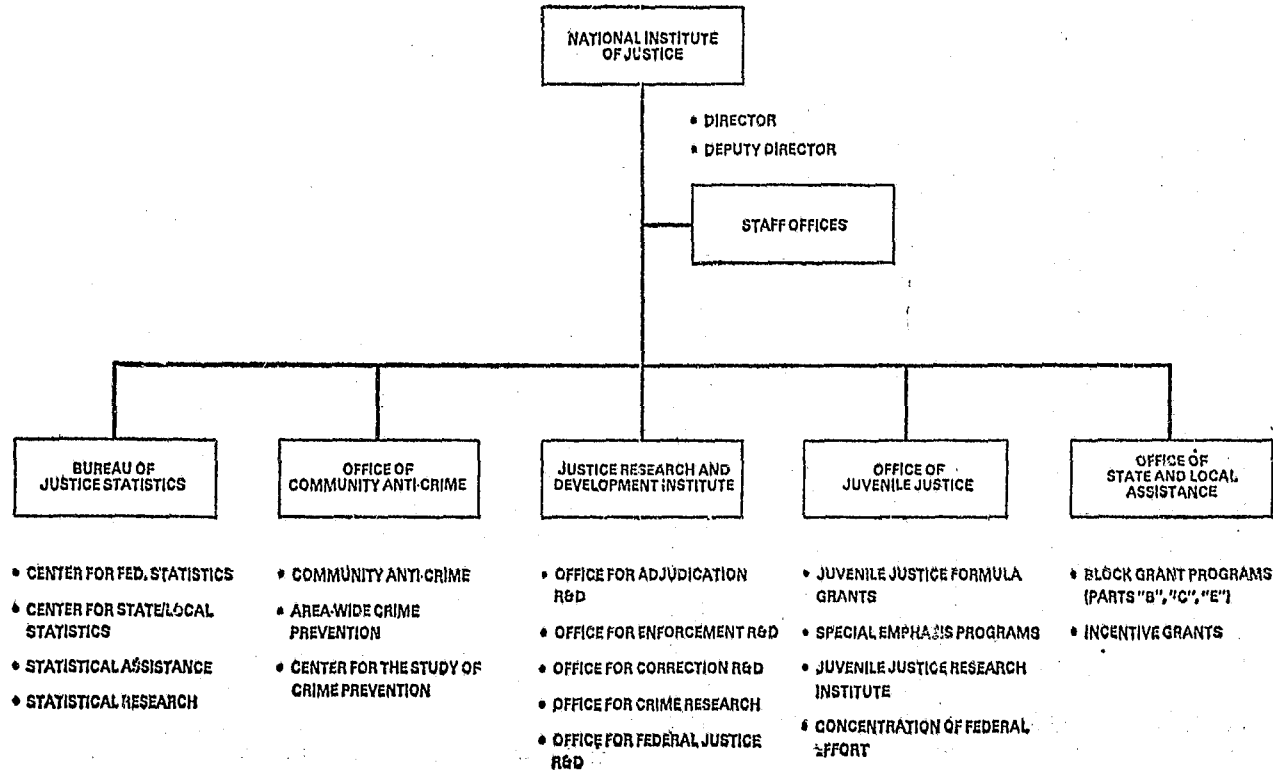 NATIONAL INSTITUTE
OF JUSTICE
• DIRECTOR
• DEPUTY DIRECTOR
STAFF OFFICES
BUREAU OF
JUSTICE STATISTICS
OFFICE OF
COMMUNITY ANTI-CRIME
JUSTICE RESEARCH AND
DEVELOPMENT INSTITUTE
OFFICE OF
JUVENILE JUSTICE
OFFICE OF
STATE AND LOCAL
ASSISTANCE
• CENTER FOR FED. STATISTICS
• CENTER FOR STATE/LOCAL
STATISTICS
• STATISTICAL ASSISTANCE
• STATISTICAL RESEARCH
• COMMUNITY ANTI-CRIME
• AREA-WIDE CRIME
PREVENTION
• CENTER FOR THE STUDY OF
CRIME PREVENTION
• OFFICE FOR ADJUDICATION
R&D
• OFFICE FOR ENFORCEMENT R&D
• OFFICE FOR CORRECTION R&D
• OFFICE FOR CRIME RESEARCH
• OFFICE FOR FEDERAL JUSTICE
R&D
• JUVENILE JUSTICE FORMULA
GRANTS
• SPECIAL EMPHASIS PROGRAMS
• JUVENILE JUSTICE RESEARCH
INSTITUTE
• CONCENTRATION OF FEDERAL
EFFORT
• BLOCK GRANT PROGRAMS
(PARTS "B", "C", "E")
• INCENTIVE GRANTS